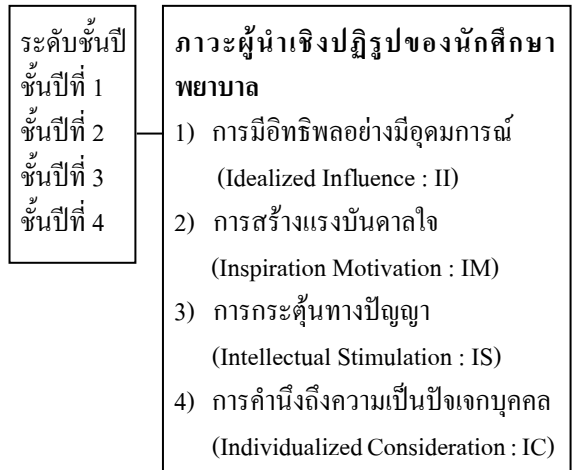 ระดับชั้นปี
ชั้นปีที่ 1
ชั้นปีที่ 2
ชั้นปีที่ 3
ชั้นปีที่ 4
ภาวะผู้นำเชิงปฏิรูปของนักศึกษา
พยาบาล
1) การมีอิทธิพลอย่างมีอุดมการณ์
(Idealized Influence : II)
2) การสร้างแรงบันดาลใจ
(Inspiration Motivation : IM)
3) การกระตุ้นทางปัญญา
(Intellectual Stimulation : IS)
4) การคำนึงถึงความเป็นปัจเจกบุคคล
(Individualized Consideration : IC)